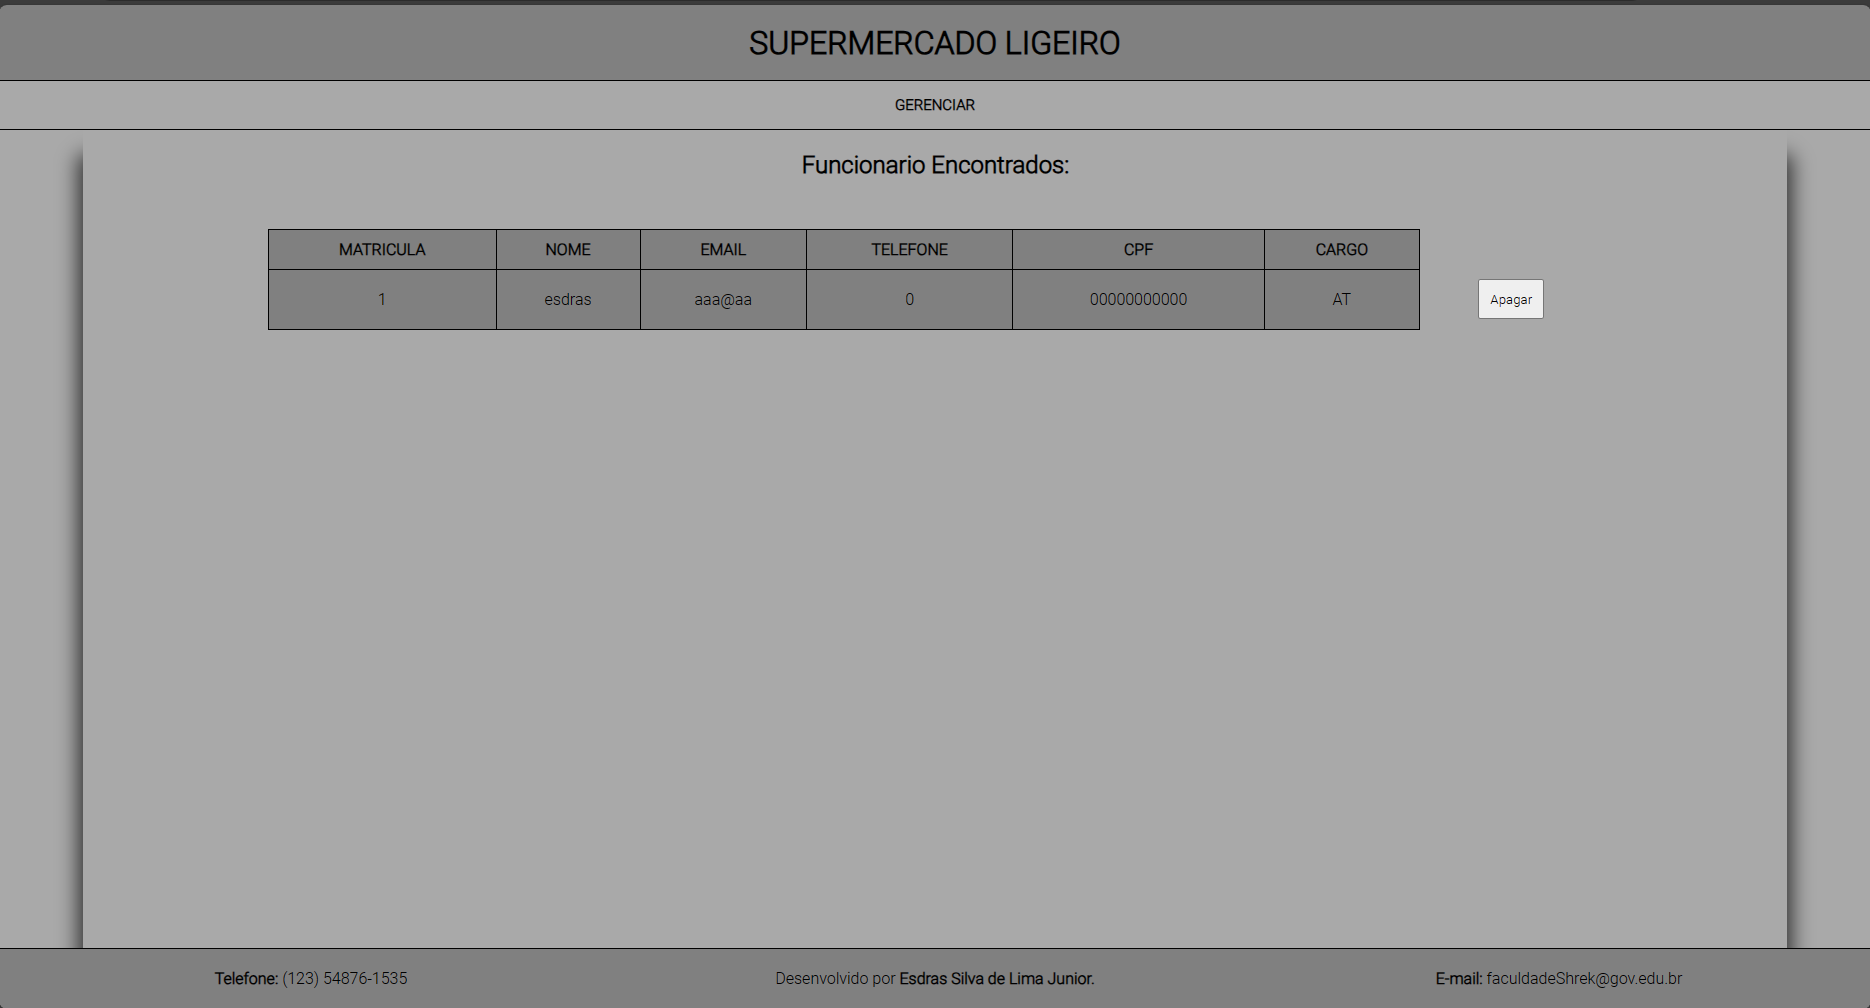 SUPERMERCADO LIGEIRO
GERENCIAR
Funcionario Encontrados:
MATRICULA NOME EMAIL TELEFONE CPF CARGO
1 esdras aaa@aa 0 00000000000 AT Apagar
Telefone: (123) 54876-1535 Desenvolvido por Esdras Silva de Lima Junior. E-mail: faculdadeShrek@gov.edu.br